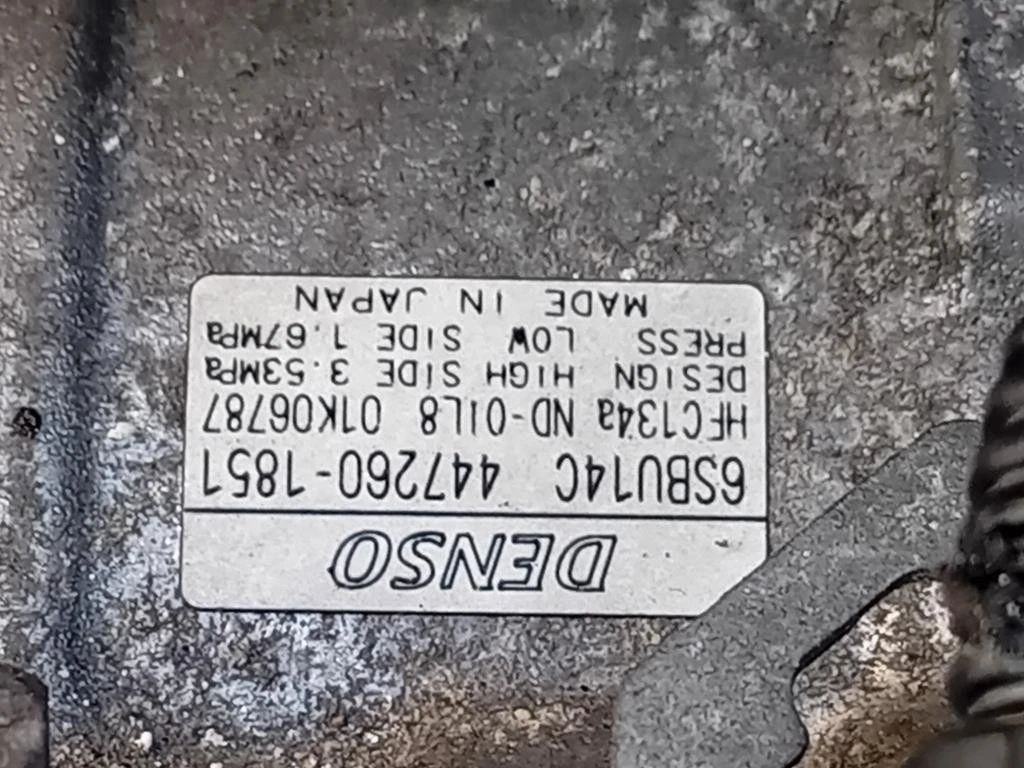 DENSO
6SBU14C 447260-1851
HFC134a ND-OIL8 01K06787
DESIGN HIGH SIDE 3.53MPa
PRESS LOW SIDE 1.67MPa
MADE IN JAPAN